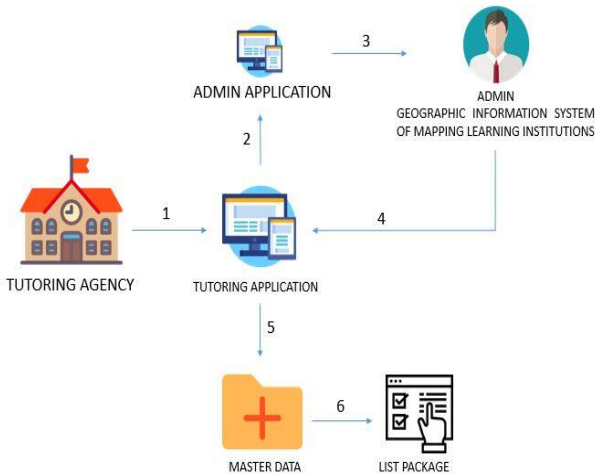 3
ADMIN APPLICATION
ADMIN
GEOGRAPHIC INFORMATION SYSTEM
OF MAPPING LEARNING INSTITUTIONS
2
1
4
TUTORING AGENCY
TUTORING APPLICATION
5
6
MASTER DATA
LIST PACKAGE